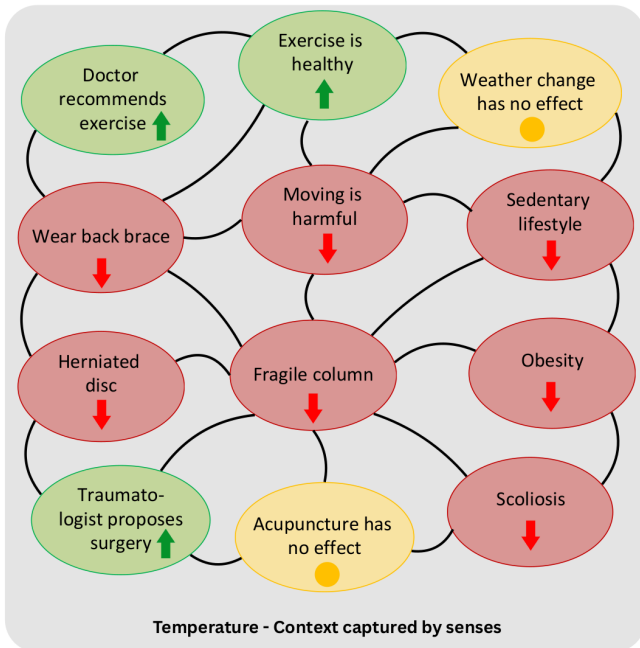 Exercise is
healthy
Doctor
recommends
exercise
Weather change
has no effect
Wear back brace
Moving is
harmful
Sedentary
lifestyle
Herniated
disc
Fragile column
Obesity
Traumato-
logist proposes
surgery
Acupuncture has
no effect
Scoliosis
Temperature - Context captured by senses